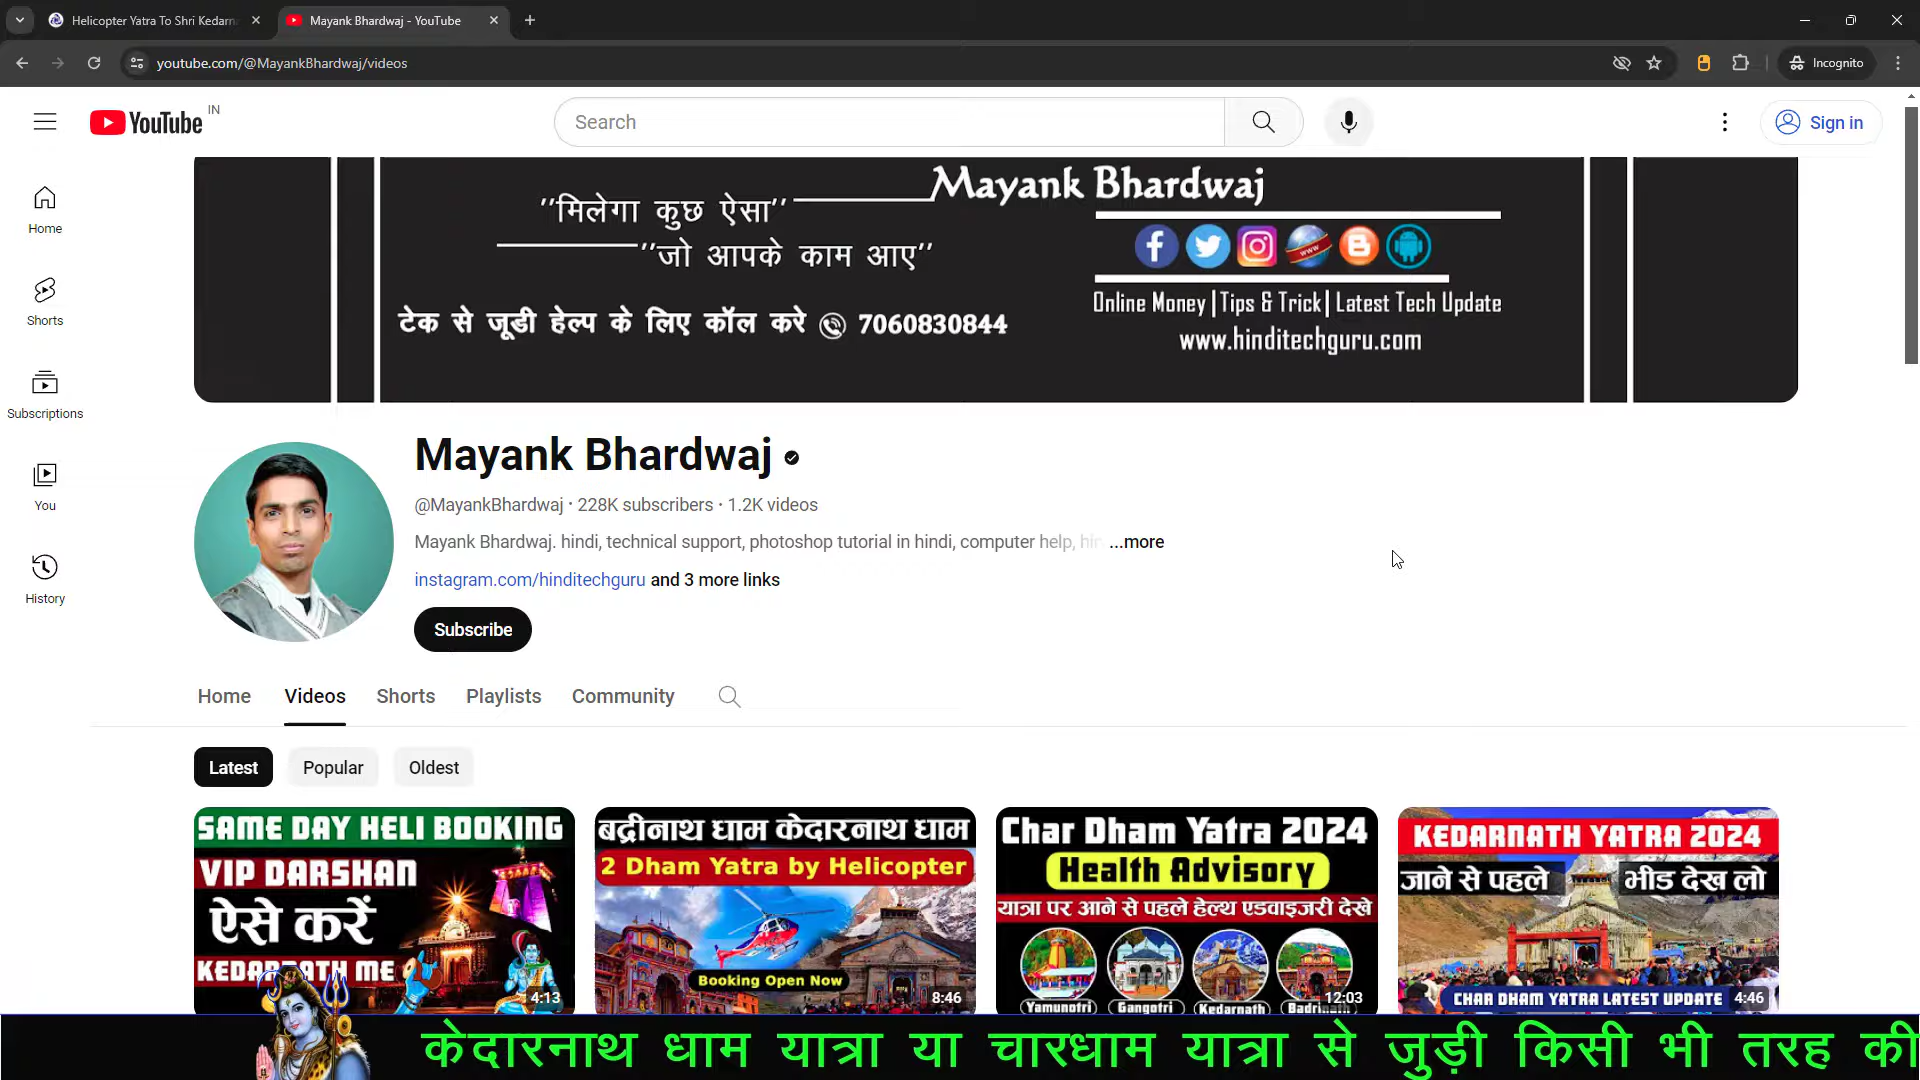 Helicopter Yatra To Shri Kedarna
Mayank Bhardwaj - YouTube
youtube.com/@MayankBhardwaj/videos
Incognito
YouTube IN
Search
Sign in
Home
Shorts
Subscriptions
You
History
Mayank Bhardwaj
"मिलेगा कुछ ऐसा"
"जो आपके काम आए"
टेक से जूडी हेल्प के लिए कॉल करे 7060830844
Online Money | Tips & Trick | Latest Tech Update
www.hinditechguru.com
Mayank Bhardwaj
@MayankBhardwaj · 228K subscribers · 1.2K videos
Mayank Bhardwaj. hindi, technical support, photoshop tutorial in hindi, computer help, hin ...more
instagram.com/hinditechguru and 3 more links
Subscribe
Home Videos Shorts Playlists Community
Latest Popular Oldest
SAME DAY HELI BOOKING
VIP DARSHAN
ऐसे करें
KEDARNATH ME
4:13
बद्रीनाथ धाम केदारनाथ धाम
2 Dham Yatra by Helicopter
Booking Open Now
8:46
Char Dham Yatra 2024
Health Advisory
यात्रा पर आने से पहले हेल्थ एडवाइजरी देखे
Yamunotri Gangotri Kedarnath Badrinath
12:03
KEDARNATH YATRA 2024
जाने से पहले भीड देख लो
CHAR DHAM YATRA LATEST UPDATE
4:46
केदारनाथ धाम यात्रा या चारधाम यात्रा से जुड़ी किसी भी तरह की